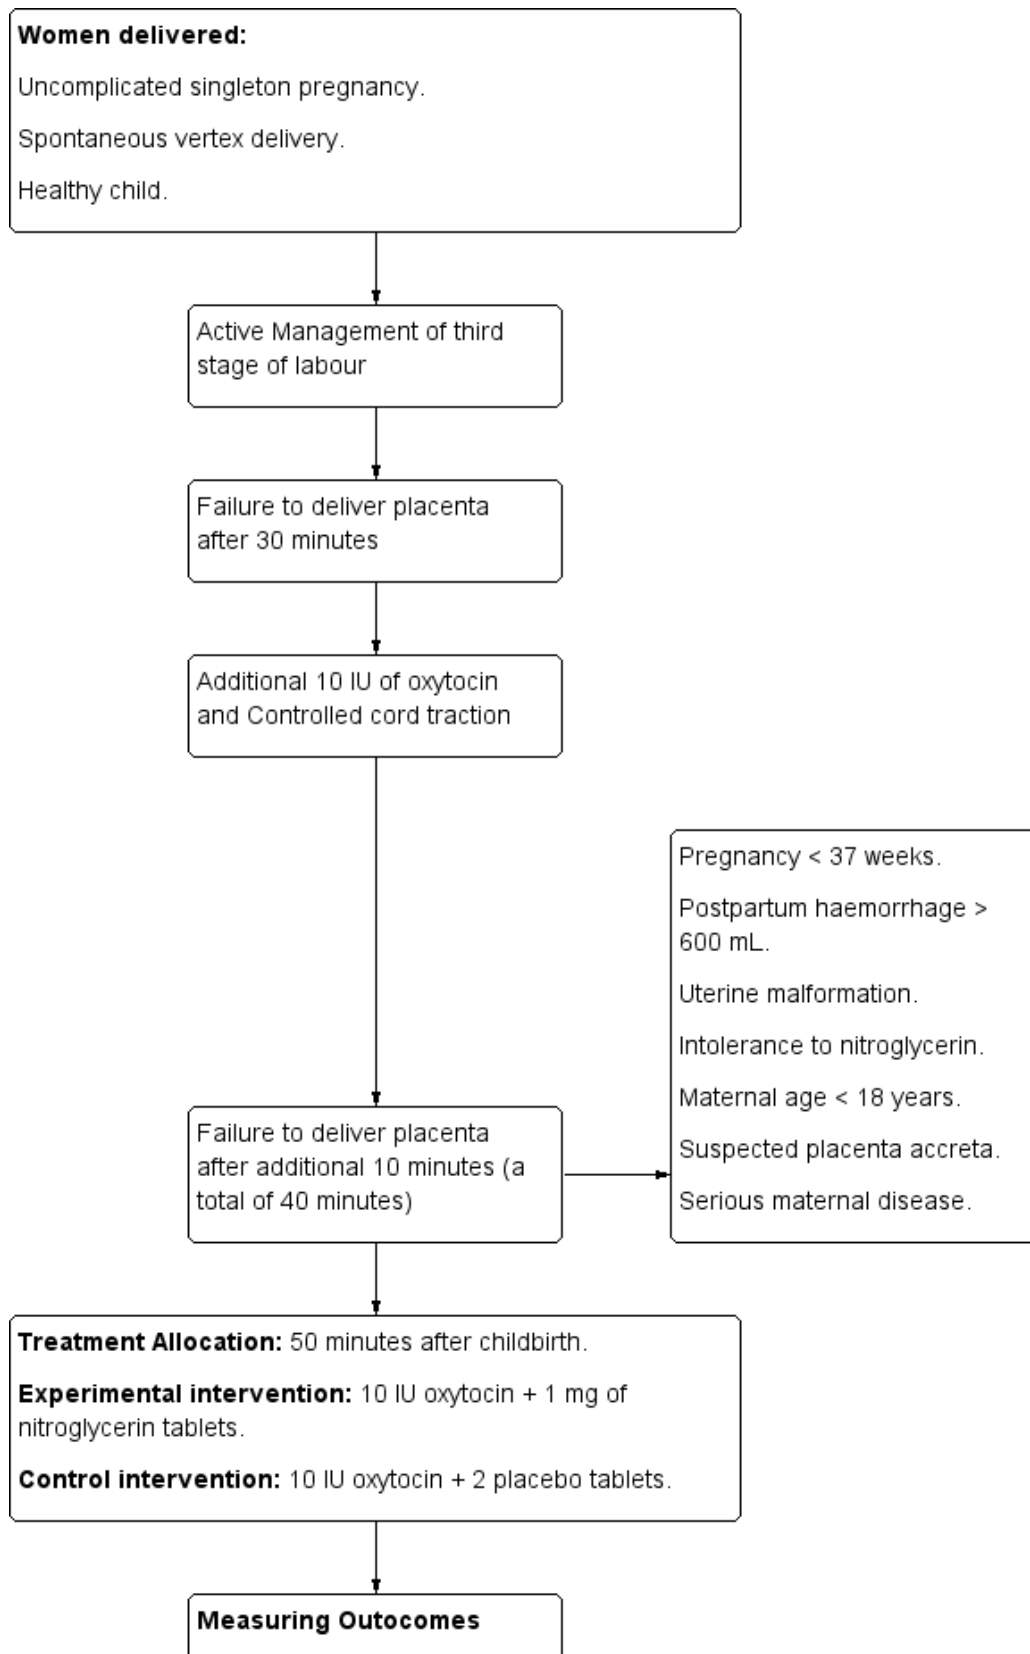 Women delivered:
Uncomplicated singleton pregnancy.
Spontaneous vertex delivery.
Healthy child.
Active Management of third
stage of labour
Failure to deliver placenta
after 30 minutes
Additional 10 IU of oxytocin
and Controlled cord traction
Pregnancy < 37 weeks.
Postpartum haemorrhage >
600 mL.
Uterine malformation.
Intolerance to nitroglycerin.
Maternal age < 18 years.
Suspected placenta accreta.
Serious maternal disease.
Failure to deliver placenta
after additional 10 minutes (a
total of 40 minutes)
Treatment Allocation: 50 minutes after childbirth.
Experimental intervention: 10 IU oxytocin + 1 mg of
nitroglycerin tablets.
Control intervention: 10 IU oxytocin + 2 placebo tablets.
Measuring Outocomes